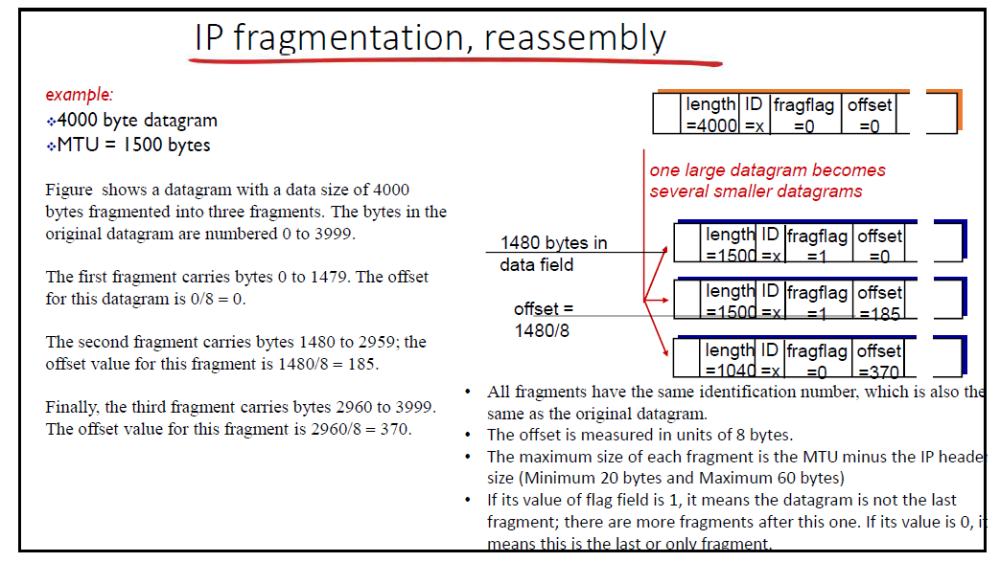 IP fragmentation, reassembly
example:
❖4000 byte datagram
❖MTU = 1500 bytes
Figure shows a datagram with a data size of 4000
bytes fragmented into three fragments. The bytes in the
original datagram are numbered 0 to 3999.
The first fragment carries bytes 0 to 1479. The offset
for this datagram is 0/8 = 0.
The second fragment carries bytes 1480 to 2959; the
offset value for this fragment is 1480/8 = 185.
Finally, the third fragment carries bytes 2960 to 3999.
The offset value for this fragment is 2960/8 = 370.
length ID fragflag offset
=4000 =x =0 =0
one large datagram becomes
several smaller datagrams
1480 bytes in
data field
offset =
1480/8
length ID fragflag offset
=1500 =x =1 =0
length ID fragflag offset
=1500 =x =1 =185
length ID fragflag offset
=1040 =x =0 =370
• All fragments have the same identification number, which is also the
same as the original datagram.
• The offset is measured in units of 8 bytes.
• The maximum size of each fragment is the MTU minus the IP heade
size (Minimum 20 bytes and Maximum 60 bytes)
• If its value of flag field is 1, it means the datagram is not the last
fragment; there are more fragments after this one. If its value is 0, i
means this is the last or only fragment.